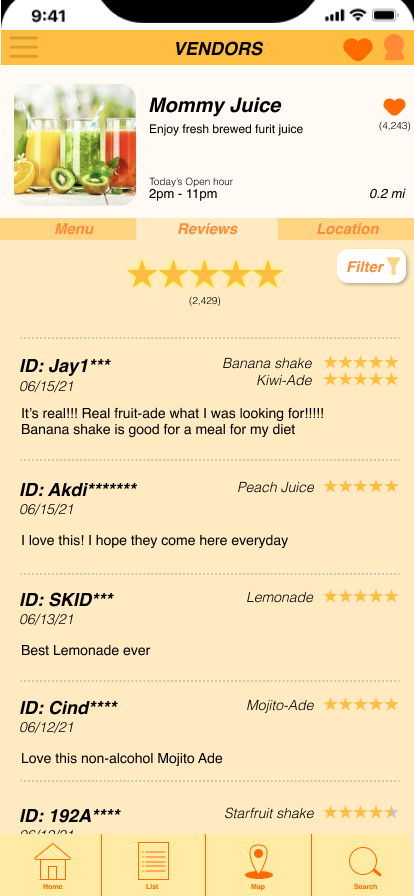 9:41
VENDORS
Mommy Juice
(4,243)
Enjoy fresh brewed furit juice
Today's Open hour
2pm - 11pm
0.2 mi
Menu
Reviews
Location
Filter
(2,429)
ID: Jay1***
Banana shake
Kiwi-Ade
06/15/21
It's real!!! Real fruit-ade what I was looking for!!!!!
Banana shake is good for a meal for my diet
ID: Akdi*******
Peach Juice
06/15/21
I love this! I hope they come here everyday
ID: SKID***
Lemonade
06/13/21
Best Lemonade ever
ID: Cind****
Mojito-Ade
06/12/21
Love this non-alcohol Mojito Ade
ID: 192A****
Starfruit shake
Home
List
Map
Search